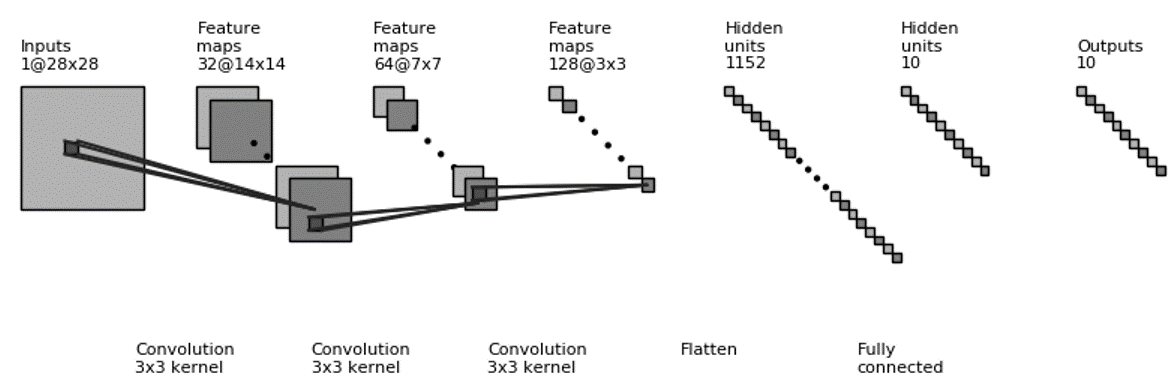 Inputs
1@28x28
Feature
maps
32@14x14
Feature
maps
64@7x7
Feature
maps
128@3x3
Hidden
units
1152
Hidden
units
10
Outputs
10
Convolution
3x3 kernel
Convolution
3x3 kernel
Convolution
3x3 kernel
Flatten
Fully
connected